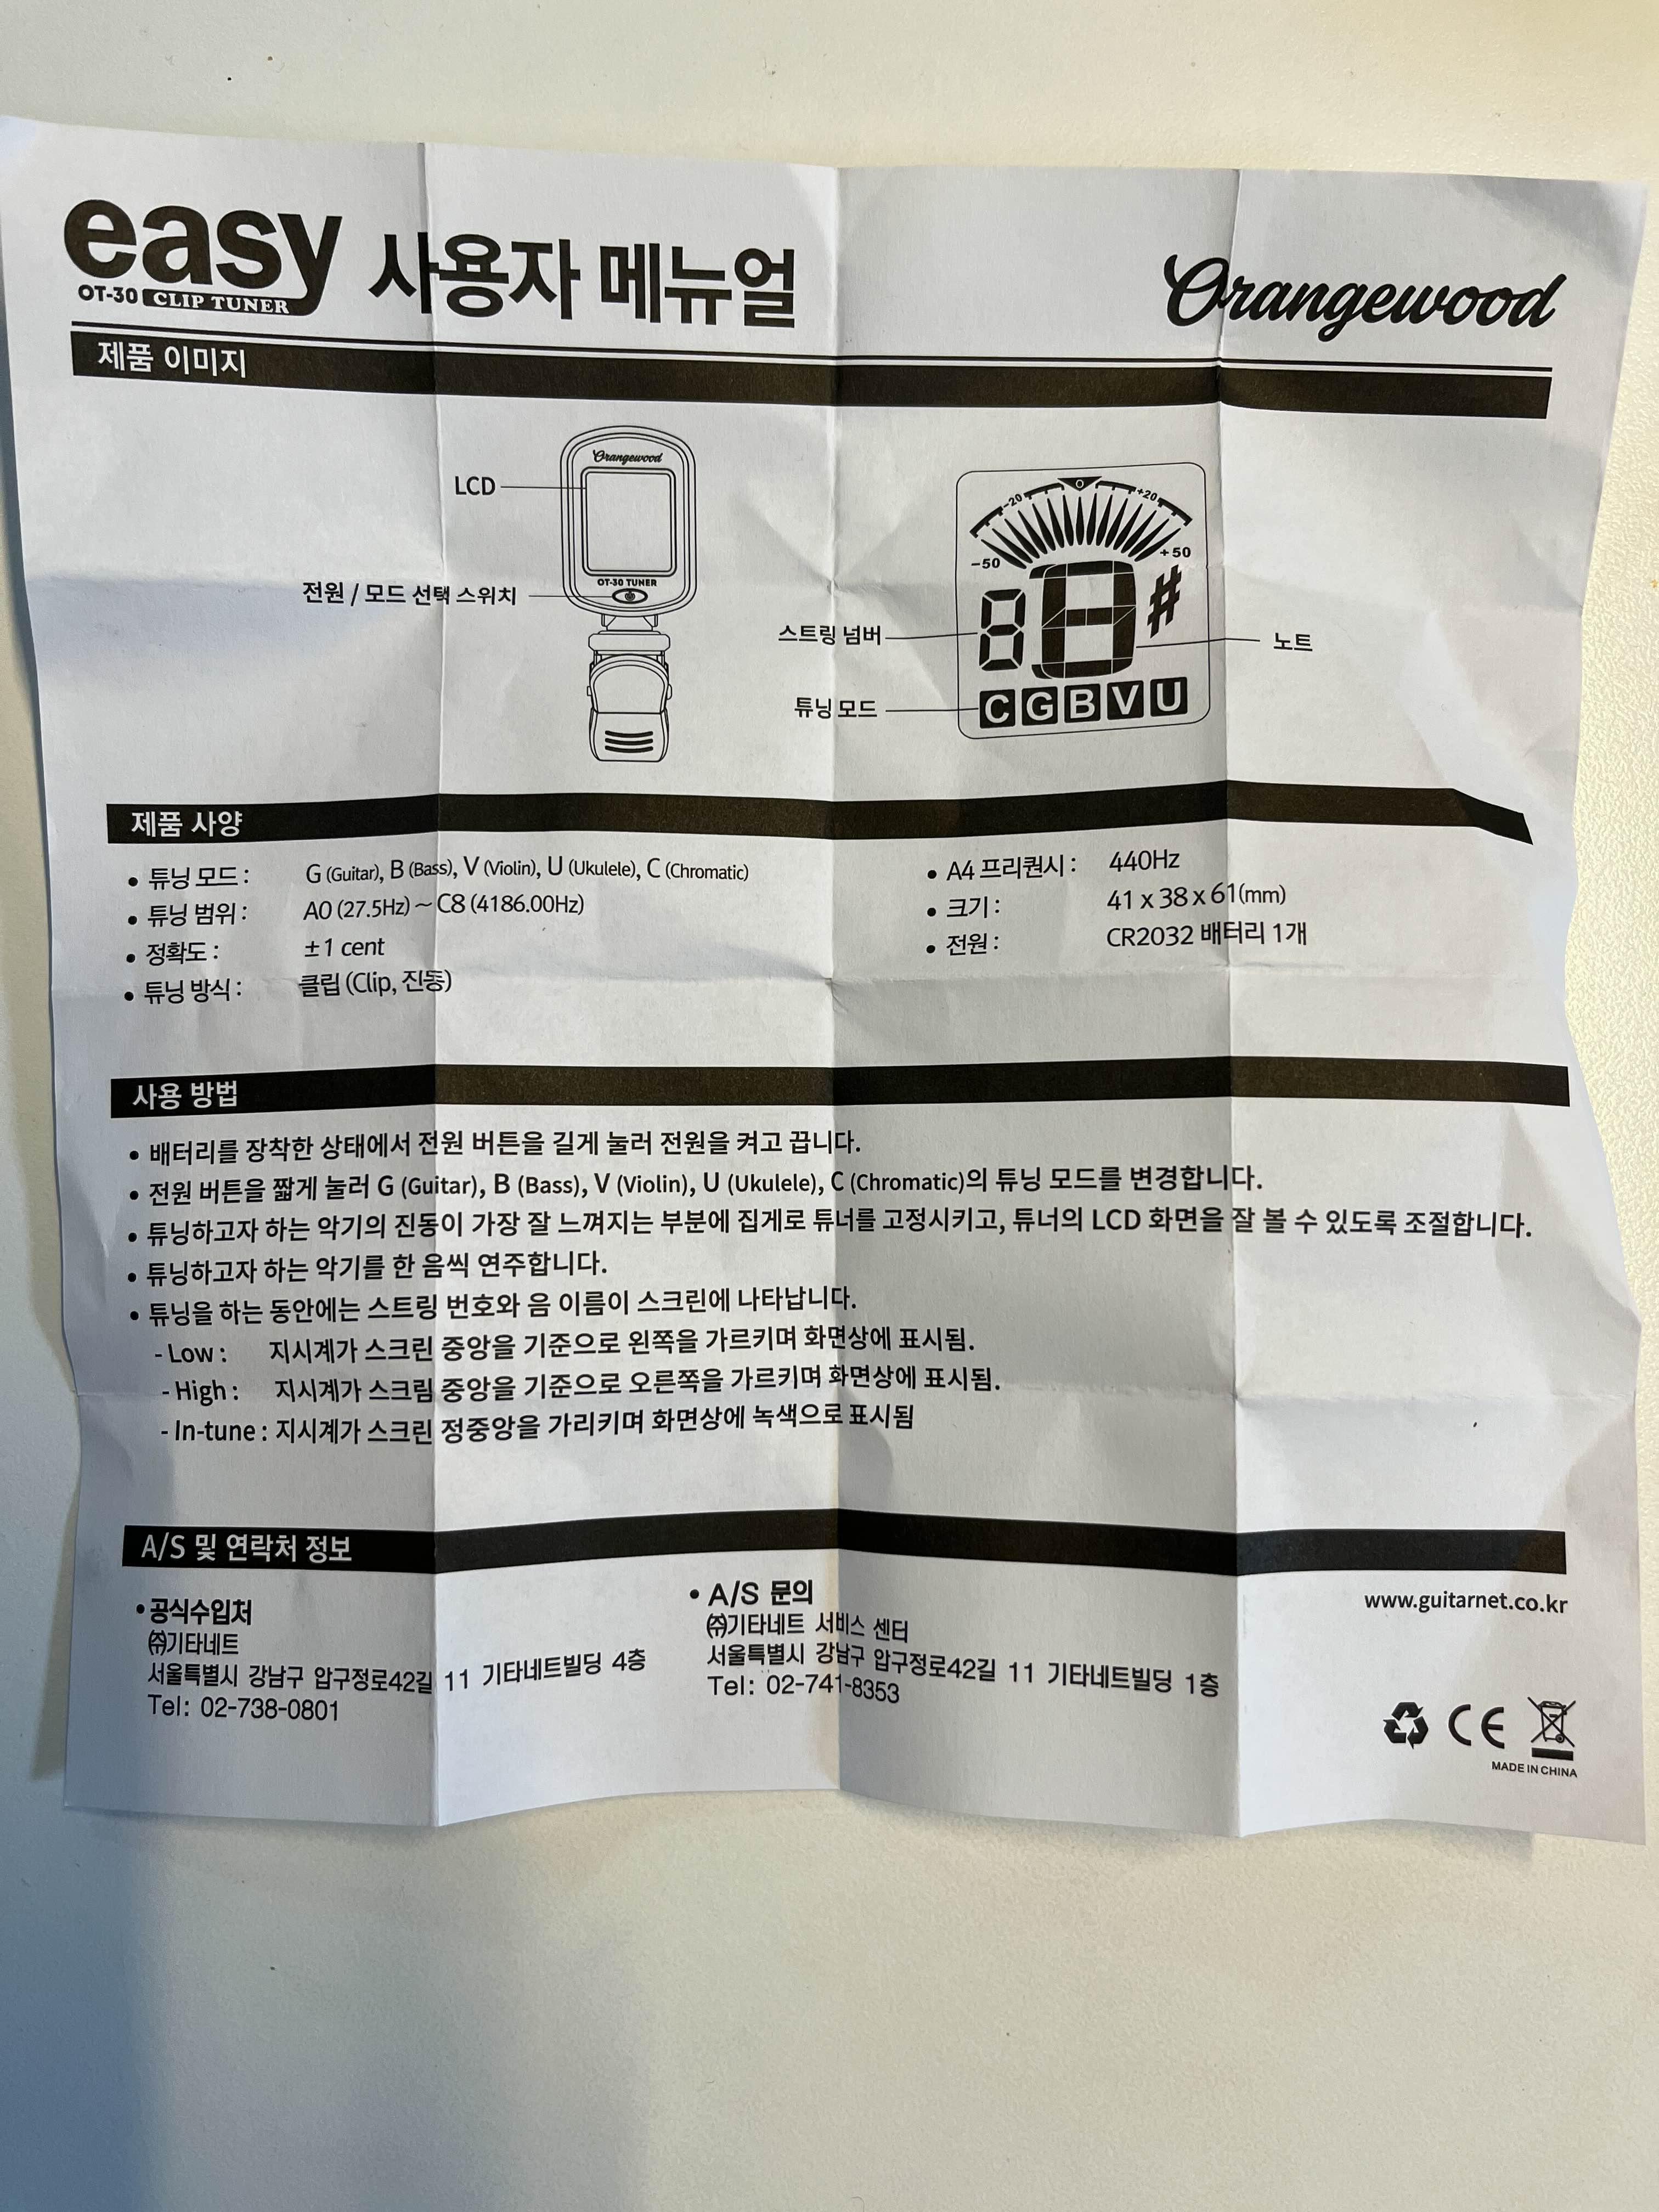 easy
OT-30 CLIP TUNER
사용자 메뉴얼
Orangewood
제품 이미지
Orangewood
LCD
OT-30 TUNER
전원 / 모드 선택 스위치
-20 0 +20
-50 +50
8 8 #
스트링 넘버
노트
튜닝 모드
C G B V U
제품 사양
• 튜닝 모드 : G (Guitar), B (Bass), V (Violin), U (Ukulele), C (Chromatic)
• 튜닝 범위 : A0 (27.5Hz) ~ C8 (4186.00Hz)
• 정확도 : ±1 cent
• 튜닝 방식 : 클립 (Clip, 진동)
• A4 프리퀀시 : 440Hz
• 크기 : 41 x 38 x 61(mm)
• 전원 : CR2032 배터리 1개
사용 방법
• 배터리를 장착한 상태에서 전원 버튼을 길게 눌러 전원을 켜고 끕니다.
• 전원 버튼을 짧게 눌러 G (Guitar), B (Bass), V (Violin), U (Ukulele), C (Chromatic)의 튜닝 모드를 변경합니다.
• 튜닝하고자 하는 악기의 진동이 가장 잘 느껴지는 부분에 집게로 튜너를 고정시키고, 튜너의 LCD 화면을 잘 볼 수 있도록 조절합니다.
• 튜닝하고자 하는 악기를 한 음씩 연주합니다.
• 튜닝을 하는 동안에는 스트링 번호와 음 이름이 스크린에 나타납니다.
- Low : 지시계가 스크린 중앙을 기준으로 왼쪽을 가르키며 화면상에 표시됨.
- High : 지시계가 스크림 중앙을 기준으로 오른쪽을 가르키며 화면상에 표시됨.
- In-tune : 지시계가 스크린 정중앙을 가리키며 화면상에 녹색으로 표시됨
A/S 및 연락처 정보
• 공식수입처
㈜기타네트
서울특별시 강남구 압구정로42길 11 기타네트빌딩 4층
Tel: 02-738-0801
• A/S 문의
㈜기타네트 서비스 센터
서울특별시 강남구 압구정로42길 11 기타네트빌딩 1층
Tel: 02-741-8353
www.guitarnet.co.kr
CE
MADE IN CHINA